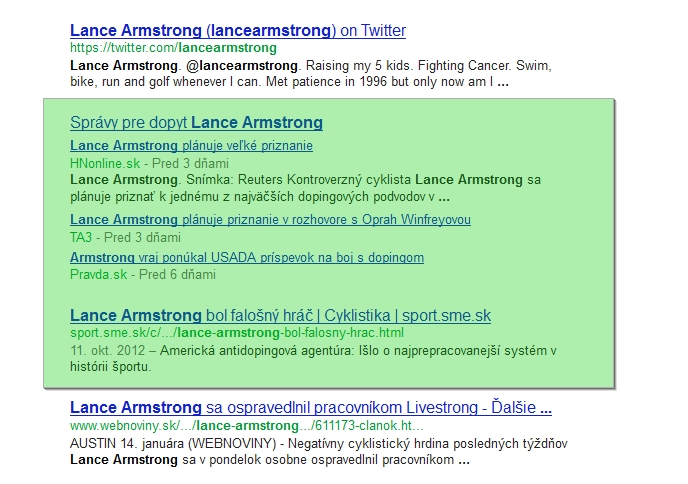 Lance Armstrong (lancearmstrong) on Twitter
https://twitter.com/lancearmstrong
Lance Armstrong. @lancearmstrong. Raising my 5 kids. Fighting Cancer. Swim,
bike, run and golf whenever I can. Met patience in 1996 but only now am I ...
Správy pre dopyt Lance Armstrong
Lance Armstrong plánuje veľké priznanie
HNonline.sk - Pred 3 dňami
Lance Armstrong. Snímka: Reuters Kontroverzný cyklista Lance Armstrong sa
plánuje priznať k jednému z najväčších dopingových podvodov v ...
Lance Armstrong plánuje priznanie v rozhovore s Oprah Winfreyovou
TA3 - Pred 3 dňami
Armstrong vraj ponúkal USADA príspevok na boj s dopingom
Pravda.sk - Pred 6 dňami
Lance Armstrong bol falošný hráč | Cyklistika | sport.sme.sk
sport.sme.sk/c/.../lance-armstrong-bol-falosny-hrac.html
11. okt. 2012 – Americká antidopingová agentúra: Išlo o najprepracovanejší systém v
histórii športu.
Lance Armstrong sa ospravedlnil pracovníkom Livestrong - Ďalšie ...
www.webnoviny.sk/.../lance-armstrong.../611173-clanok.ht...
AUSTIN 14. januára (WEBNOVINY) - Negatívny cyklistický hrdina posledných týždňov
Lance Armstrong sa v pondelok osobne ospravedlnil pracovníkom ...